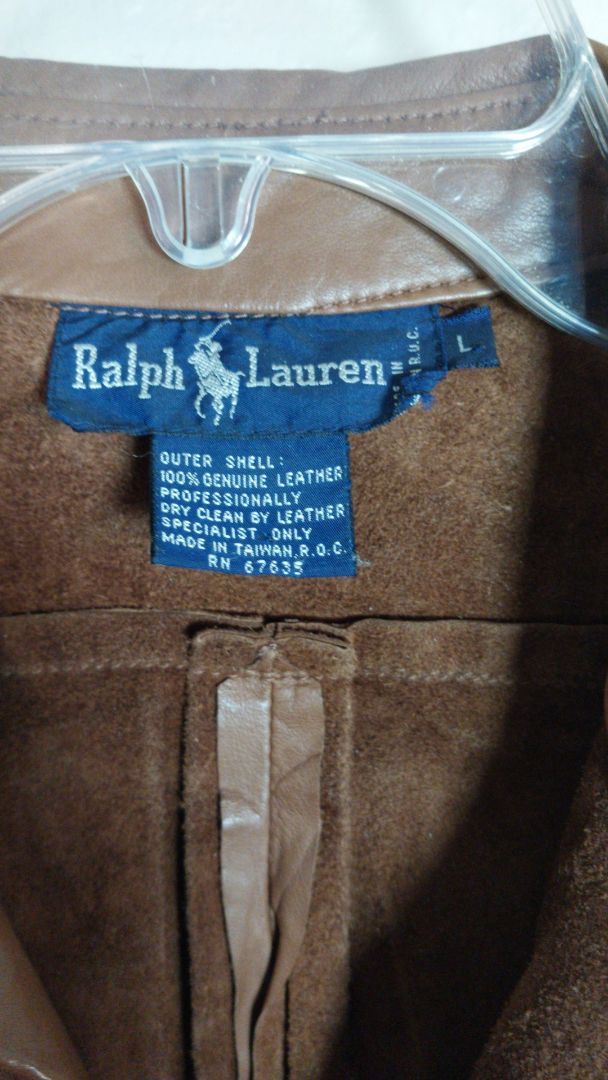 Ralph Lauren
L
OUTER SHELL:
100% GENUINE LEATHER
PROFESSIONALLY
DRY CLEAN BY LEATHER
SPECIALIST ONLY
MADE IN TAIWAN, R.O.C.
RN 67635